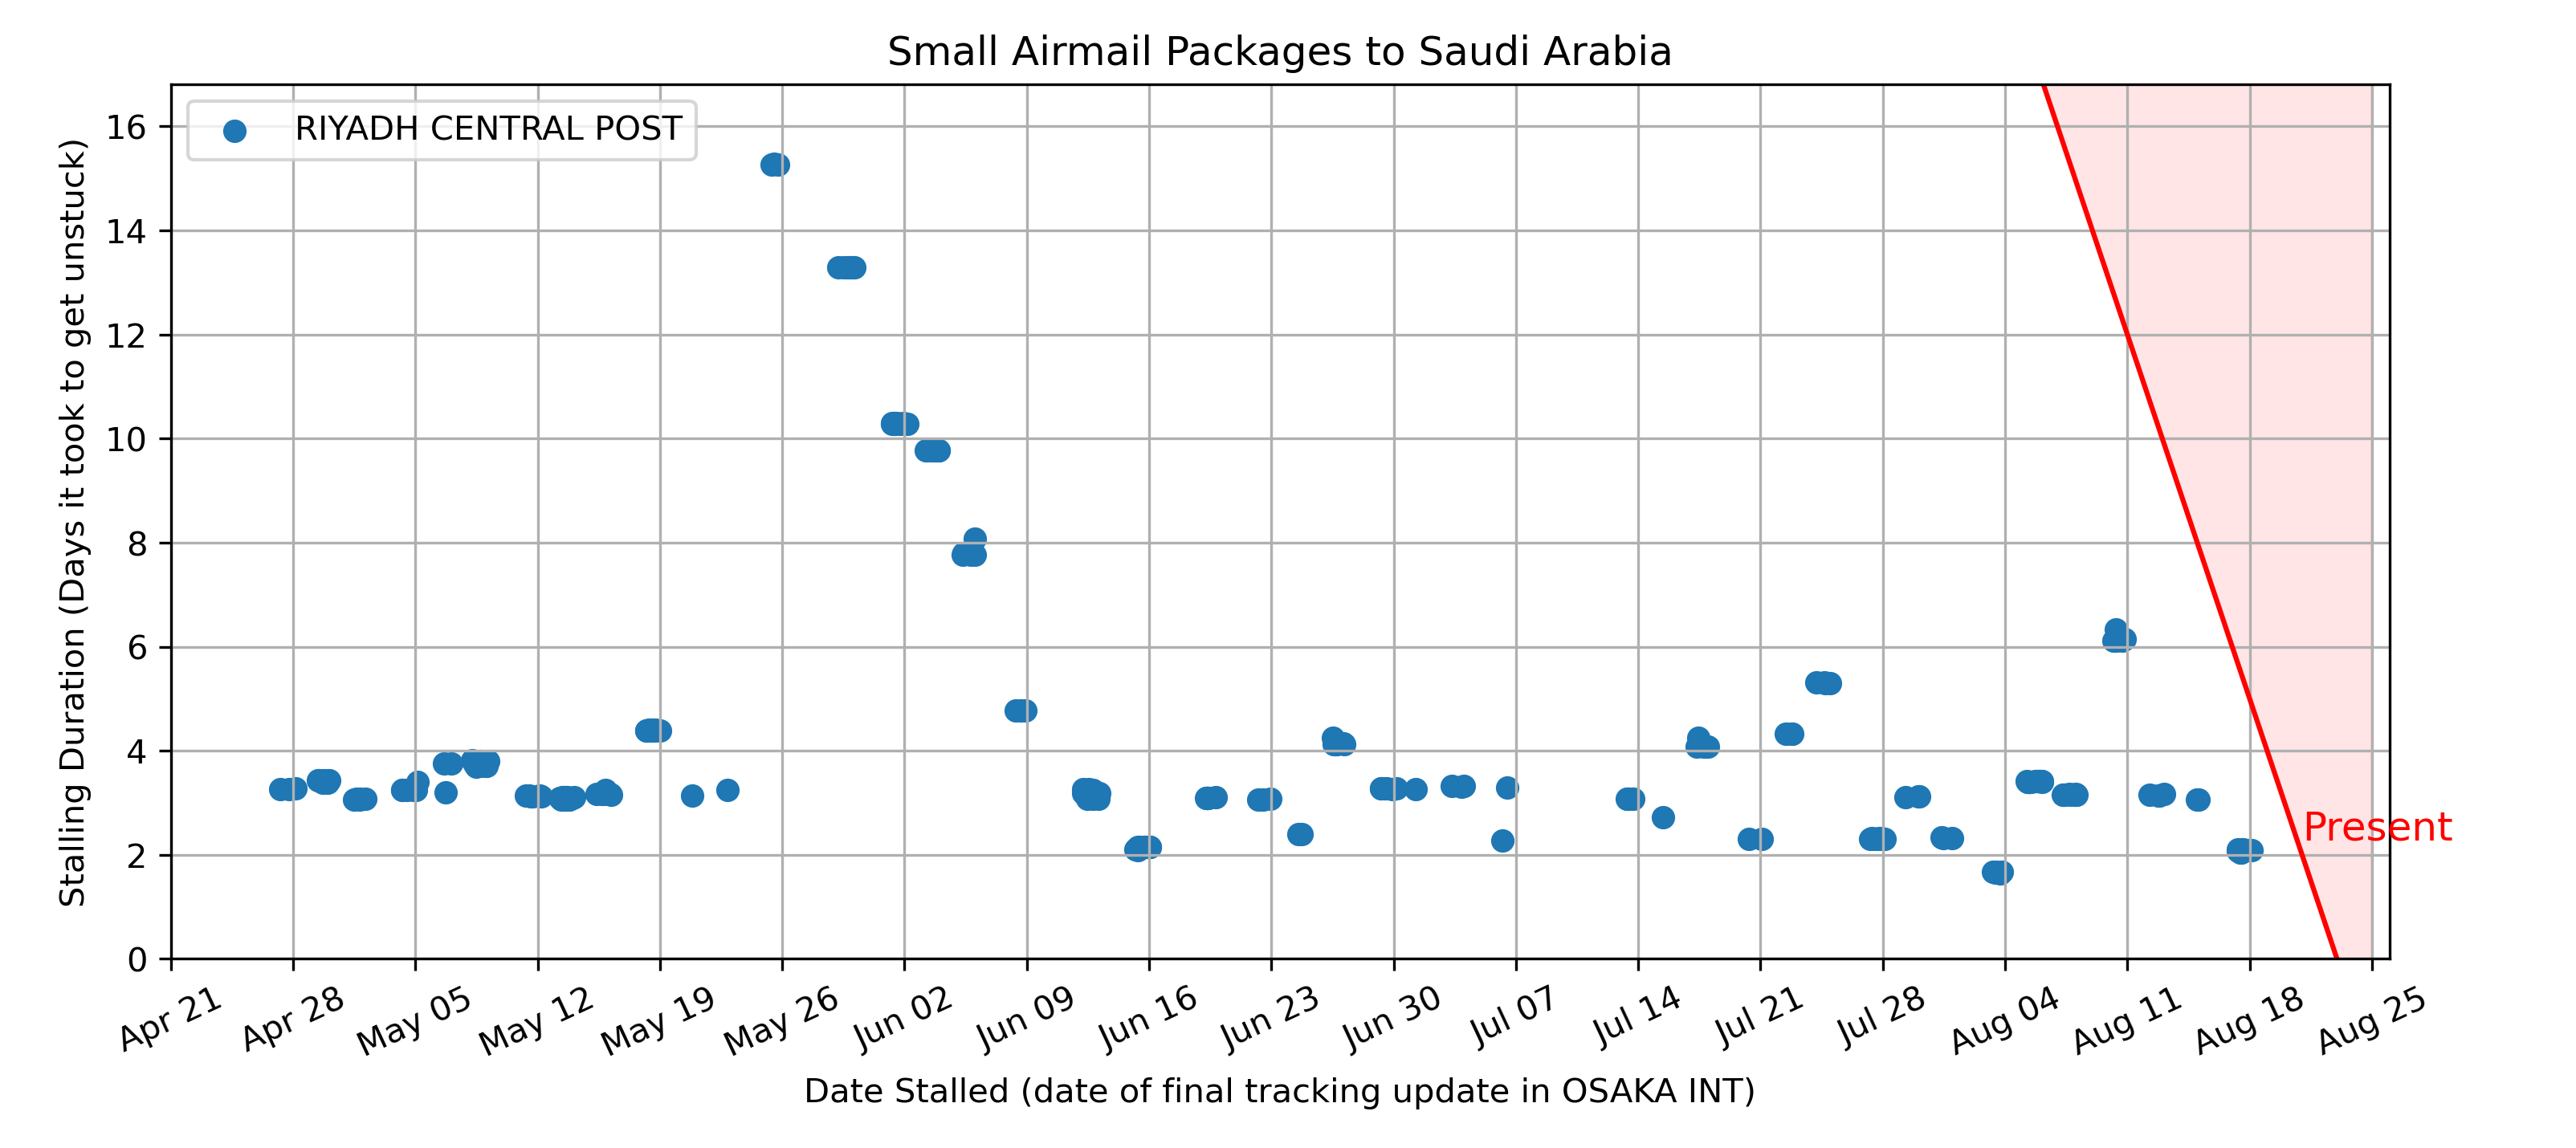 Small Airmail Packages to Saudi Arabia
RIYADH CENTRAL POST
Stalling Duration (Days it took to get unstuck)
16
14
12
10
8
6
4
2
0
Present
Apr 21
Apr 28
May 05
May 12
May 19
May 26
Jun 02
Jun 09
Jun 16
Jun 23
Jun 30
Jul 07
Jul 14
Jul 21
Jul 28
Aug 04
Aug 11
Aug 18
Aug 25
Date Stalled (date of final tracking update in OSAKA INT)